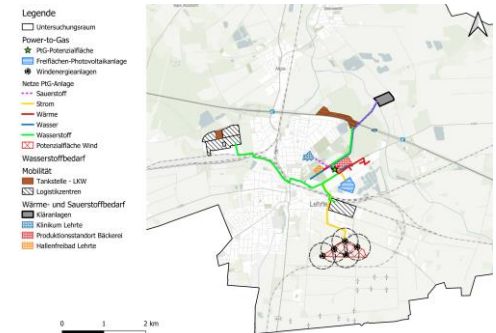 Legende
Untersuchungsraum
Power-to-Gas
PtG-Potenzialfläche
Freiflächen-Photovoltaikanlage
Windenergieanlagen
Netze PtG-Anlage
Sauerstoff
Strom
Wärme
Wasser
Wasserstoff
Potenzialfläche Wind
Wasserstoffbedarf
Mobilität
Tankstelle - LKW
Logistikzentren
Wärme- und Sauerstoffbedarf
Kläranlagen
Klinikum Lehrte
Produktionsstandort Bäckerei
Hallenfreibad Lehrte
Lehrte
0 1 2 km